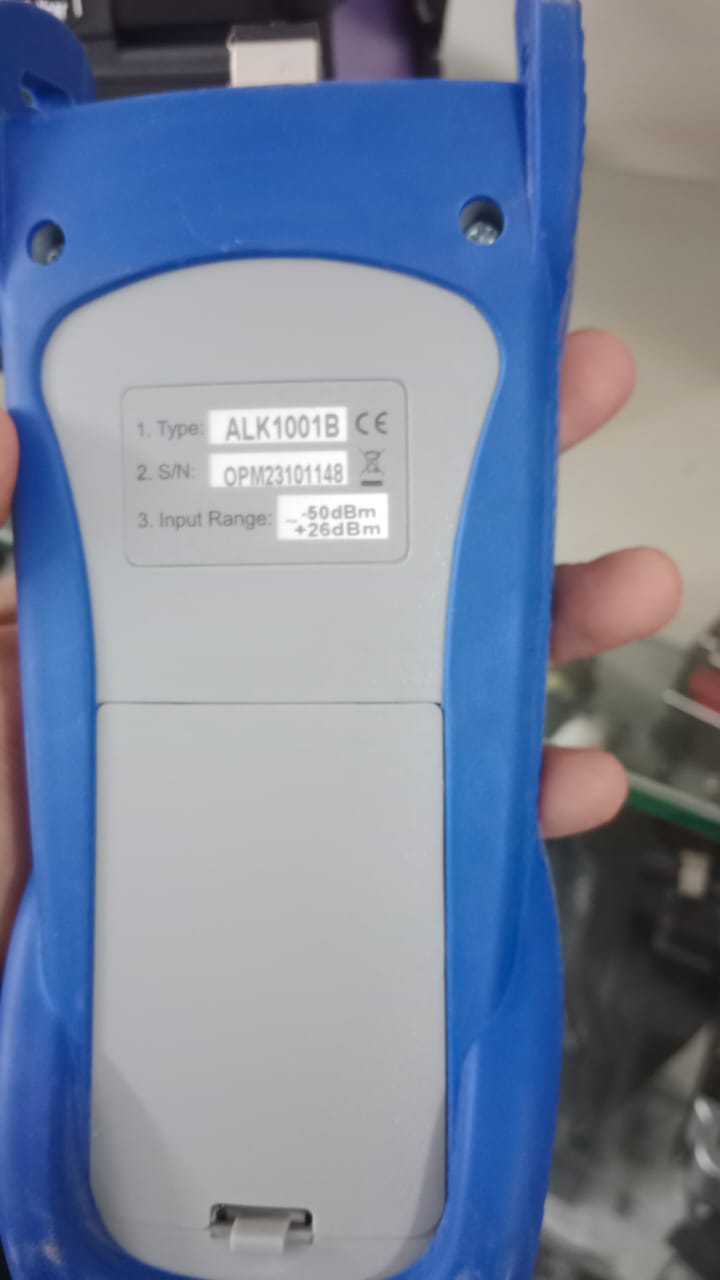 1. Type: ALK1001B CE
2. S/N: OPM23101148
3. Input Range: -50dBm
+26dBm